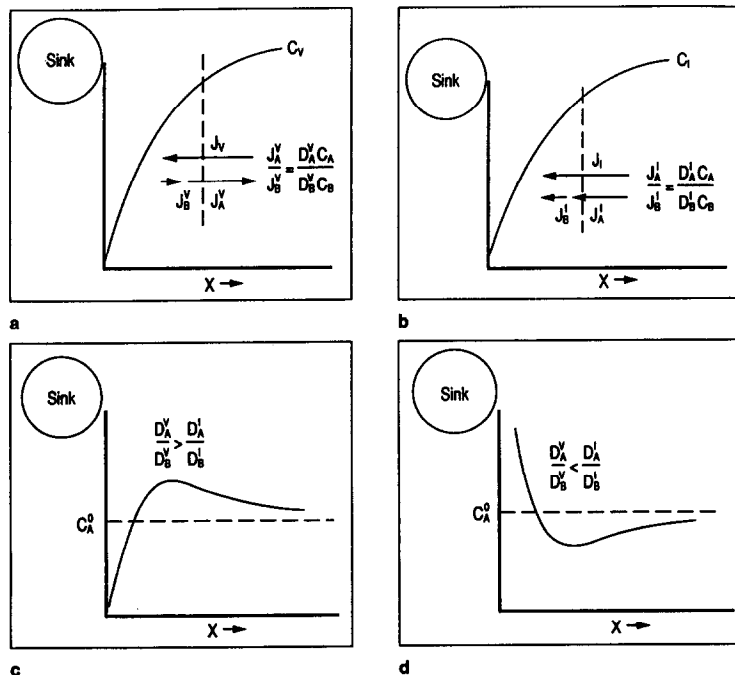 Sink
C_V
J_V
J_B^V J_A^V
J_A^V / J_B^V = D_A^V C_A / D_B^V C_B
X →
a
Sink
C_I
J_I
J_B^I J_A^I
J_A^I / J_B^I = D_A^I C_A / D_B^I C_B
X →
b
Sink
D_A^V / D_B^V > D_A^I / D_B^I
C_A^0
X →
c
Sink
D_A^V / D_B^V < D_A^I / D_B^I
C_A^0
X →
d